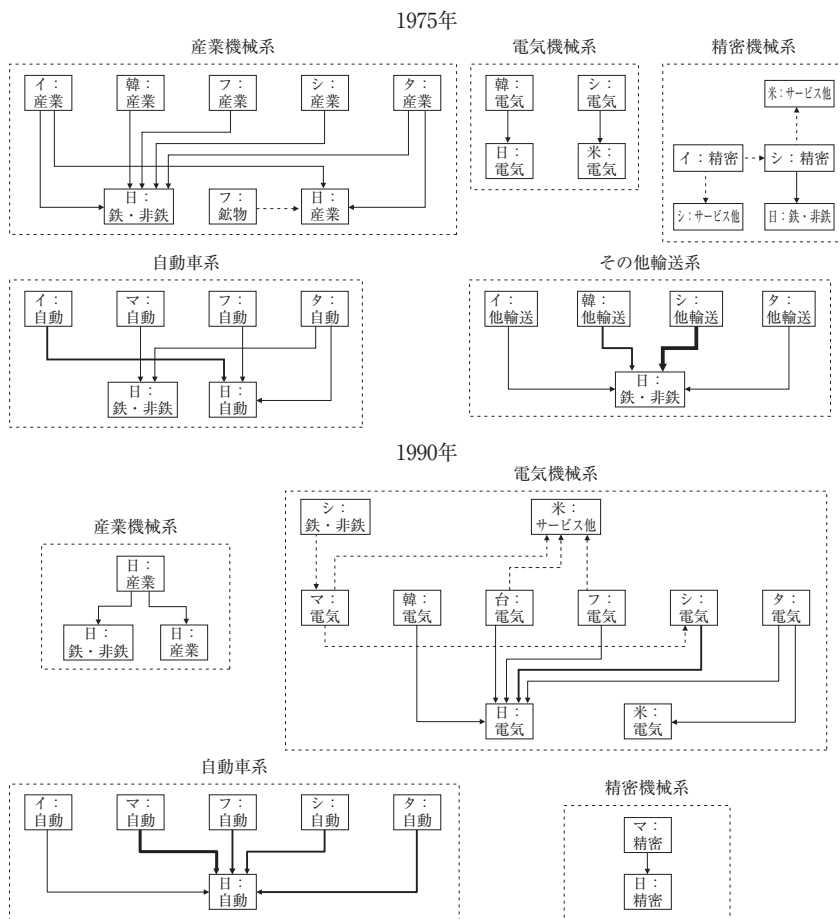 1975年
産業機械系
電気機械系
精密機械系
イ：
産業
韓：
産業
フ：
産業
シ：
産業
タ：
産業
日：
鉄・非鉄
フ：
鉱物
日：
産業
韓：
電気
シ：
電気
日：
電気
米：
電気
米：サービス他
イ：精密
シ：精密
シ：サービス他
日：鉄・非鉄
自動車系
その他輸送系
イ：
自動
マ：
自動
フ：
自動
タ：
自動
日：
鉄・非鉄
日：
自動
イ：
他輸送
韓：
他輸送
シ：
他輸送
タ：
他輸送
日：
鉄・非鉄
1990年
産業機械系
電気機械系
日：
産業
日：
鉄・非鉄
日：
産業
シ：
鉄・非鉄
米：
サービス他
マ：
電気
韓：
電気
台：
電気
フ：
電気
シ：
電気
タ：
電気
日：
電気
米：
電気
自動車系
精密機械系
イ：
自動
マ：
自動
フ：
自動
シ：
自動
タ：
自動
日：
自動
マ：
精密
日：
精密